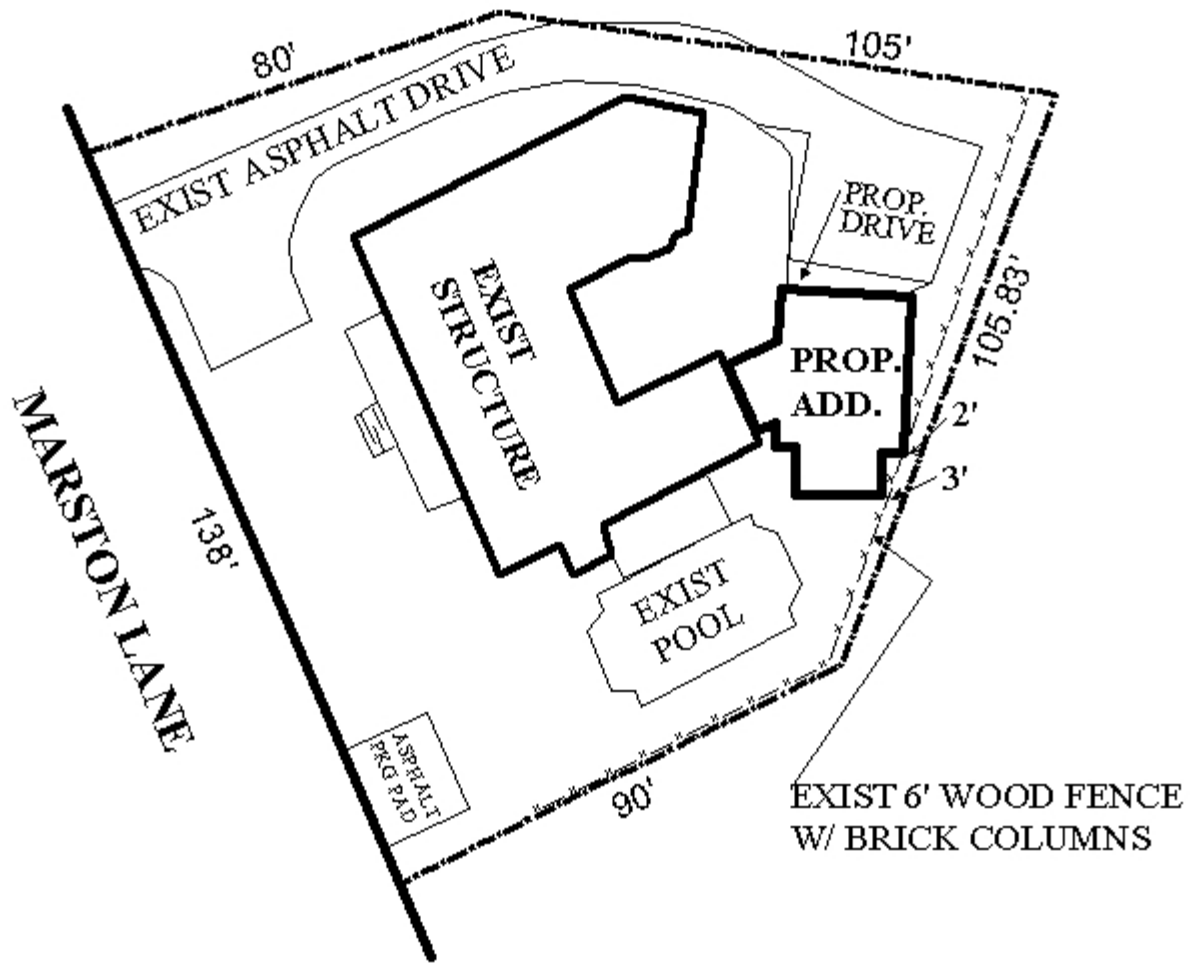 80'
105'
EXIST ASPHALT DRIVE
PROP.
DRIVE
EXIST
STRUCTURE
105.83'
PROP.
ADD.
2'
3'
MARSTON LANE
138'
EXIST
POOL
ASPHALT
PKG PAD
90'
EXIST 6' WOOD FENCE
W/ BRICK COLUMNS